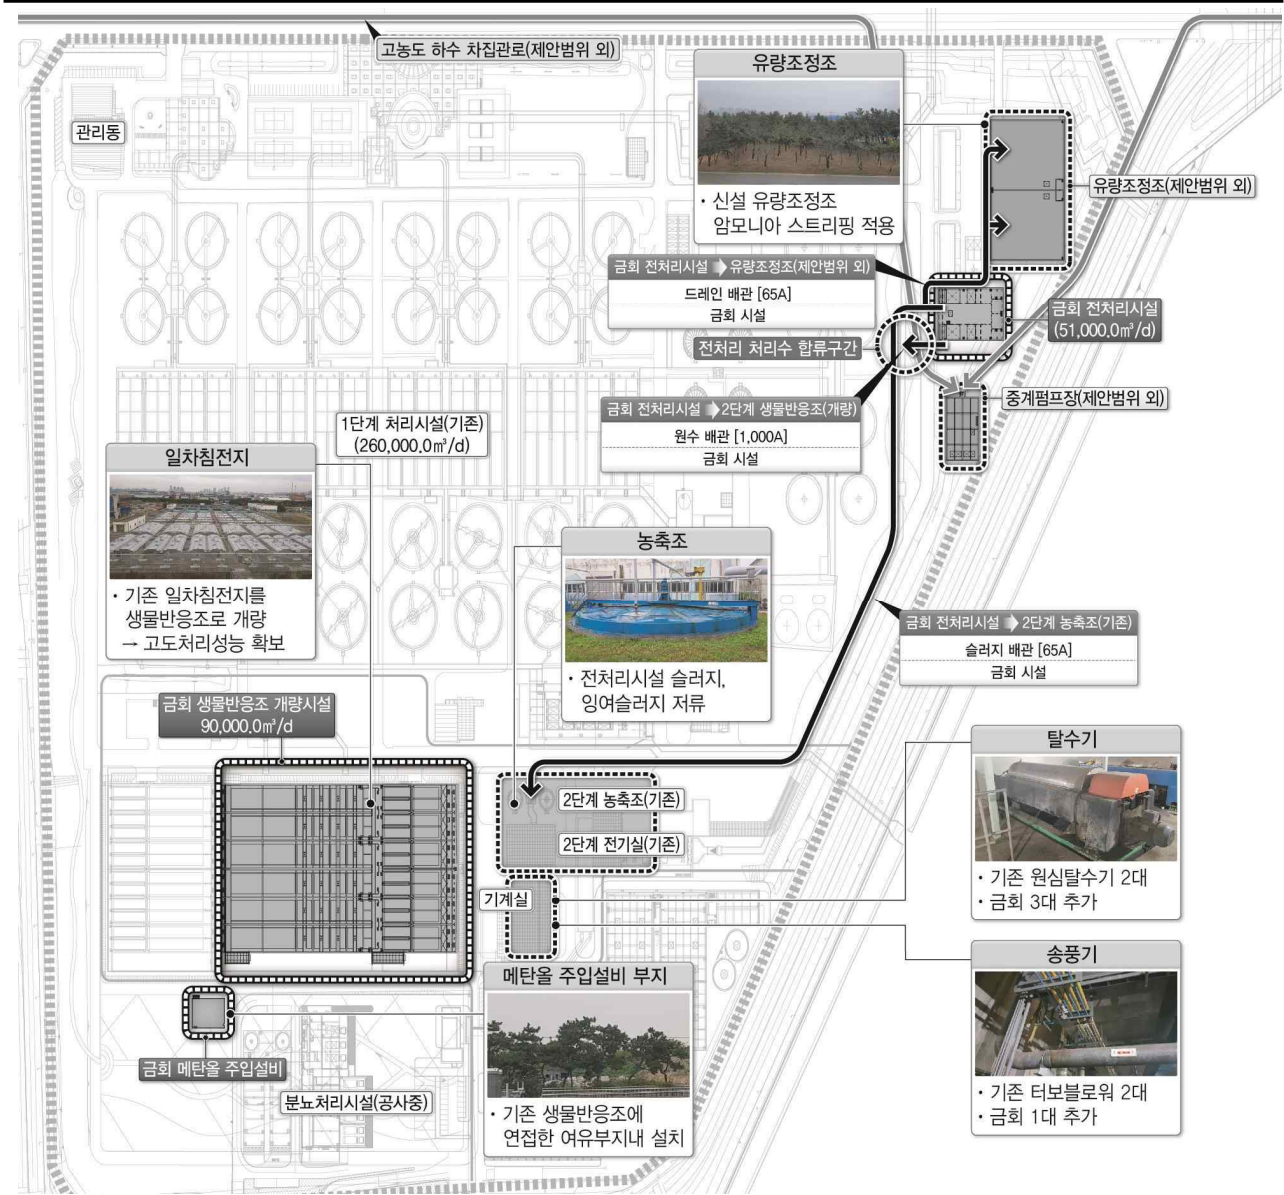 고농도 하수 차집관로(제안범위 외)
관리동
유량조정조
· 신설 유량조정조
암모니아 스트리핑 적용
유량조정조(제안범위 외)
금회 전처리시설 ➡ 유량조정조(제안범위 외)
드레인 배관 [65A]
금회 시설
금회 전처리시설
(51,000.0㎥/d)
전처리 처리수 합류구간
중계펌프장(제안범위 외)
금회 전처리시설 ➡ 2단계 생물반응조(개량)
원수 배관 [1,000A]
금회 시설
1단계 처리시설(기존)
(260,000.0㎥/d)
일차침전지
· 기존 일차침전지를
생물반응조로 개량
→ 고도처리성능 확보
농축조
· 전처리시설 슬러지,
잉여슬러지 저류
금회 전처리시설 ➡ 2단계 농축조(기존)
슬러지 배관 [65A]
금회 시설
금회 생물반응조 개량시설
90,000.0㎥/d
2단계 농축조(기존)
2단계 전기실(기존)
기계실
탈수기
· 기존 원심탈수기 2대
· 금회 3대 추가
송풍기
· 기존 터보블로워 2대
· 금회 1대 추가
메탄올 주입설비 부지
· 기존 생물반응조에
연접한 여유부지내 설치
금회 메탄올 주입설비
분뇨처리시설(공사중)